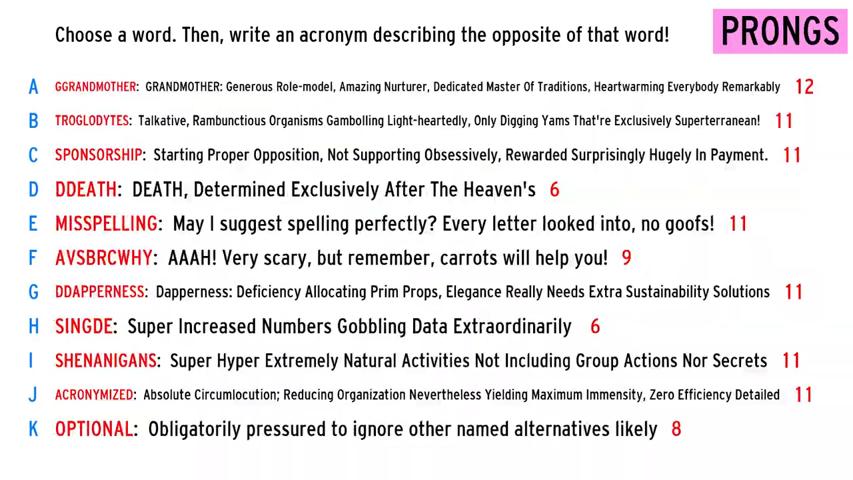 Choose a word. Then, write an acronym describing the opposite of that word!
PRONGS
A GGRANDMOTHER: GRANDMOTHER: Generous Role-model, Amazing Nurturer, Dedicated Master Of Traditions, Heartwarming Everybody Remarkably 12
B TROGLODYTES: Talkative, Rambunctious Organisms Gambolling Light-heartedly, Only Digging Yams That're Exclusively Superterranean! 11
C SPONSORSHIP: Starting Proper Opposition, Not Supporting Obsessively, Rewarded Surprisingly Hugely In Payment. 11
D DDEATH: DEATH, Determined Exclusively After The Heaven's 6
E MISSPELLING: May I suggest spelling perfectly? Every letter looked into, no goofs! 11
F AVSBRCWHY: AAAH! Very scary, but remember, carrots will help you! 9
G DDAPPERNESS: Dapperness: Deficiency Allocating Prim Props, Elegance Really Needs Extra Sustainability Solutions 11
H SINGDE: Super Increased Numbers Gobbling Data Extraordinarily 6
I SHENANIGANS: Super Hyper Extremely Natural Activities Not Including Group Actions Nor Secrets 11
J ACRONYMIZED: Absolute Circumlocution; Reducing Organization Nevertheless Yielding Maximum Immensity, Zero Efficiency Detailed 11
K OPTIONAL: Obligatorily pressured to ignore other named alternatives likely 8